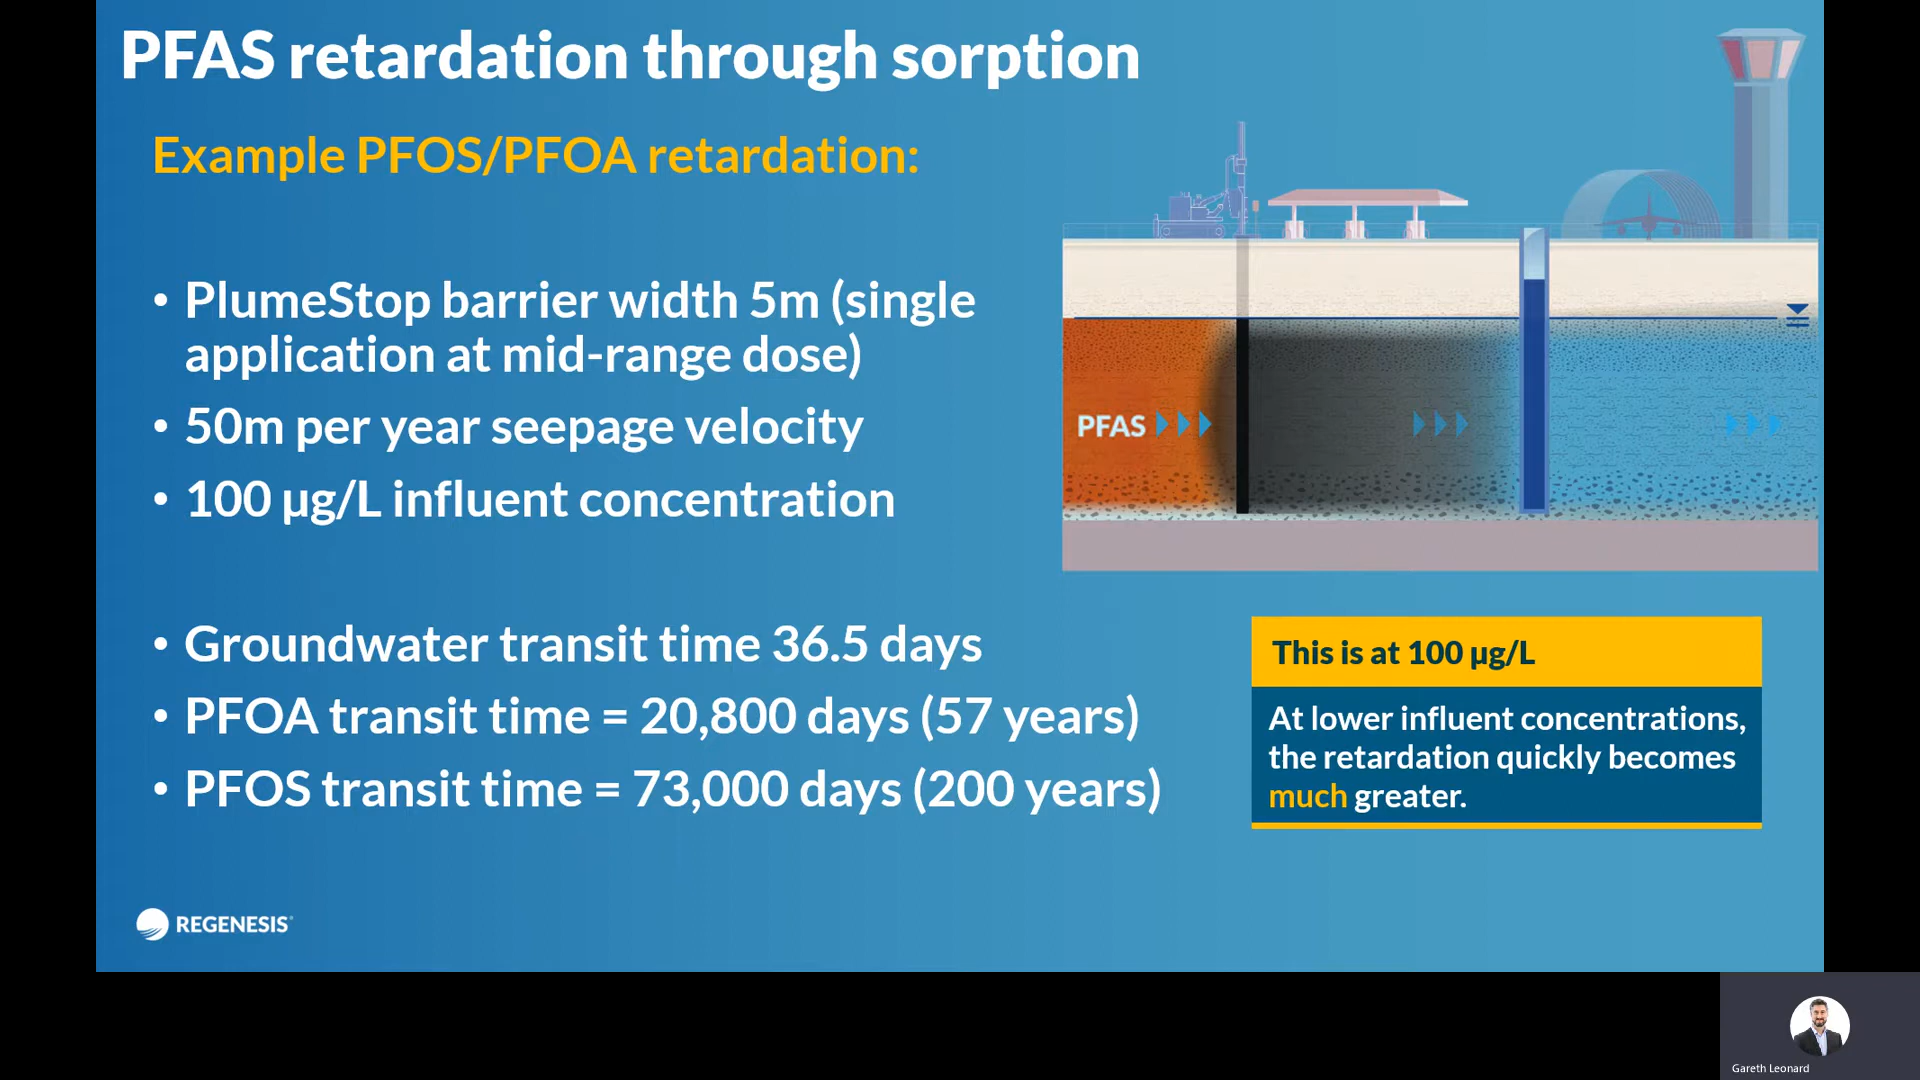 PFAS retardation through sorption
Example PFOS/PFOA retardation:
• PlumeStop barrier width 5m (single
application at mid-range dose)
• 50m per year seepage velocity
• 100 µg/L influent concentration
• Groundwater transit time 36.5 days
• PFOA transit time = 20,800 days (57 years)
• PFOS transit time = 73,000 days (200 years)
PFAS
This is at 100 µg/L
At lower influent concentrations,
the retardation quickly becomes
much greater.
REGENESIS®
Gareth Leonard